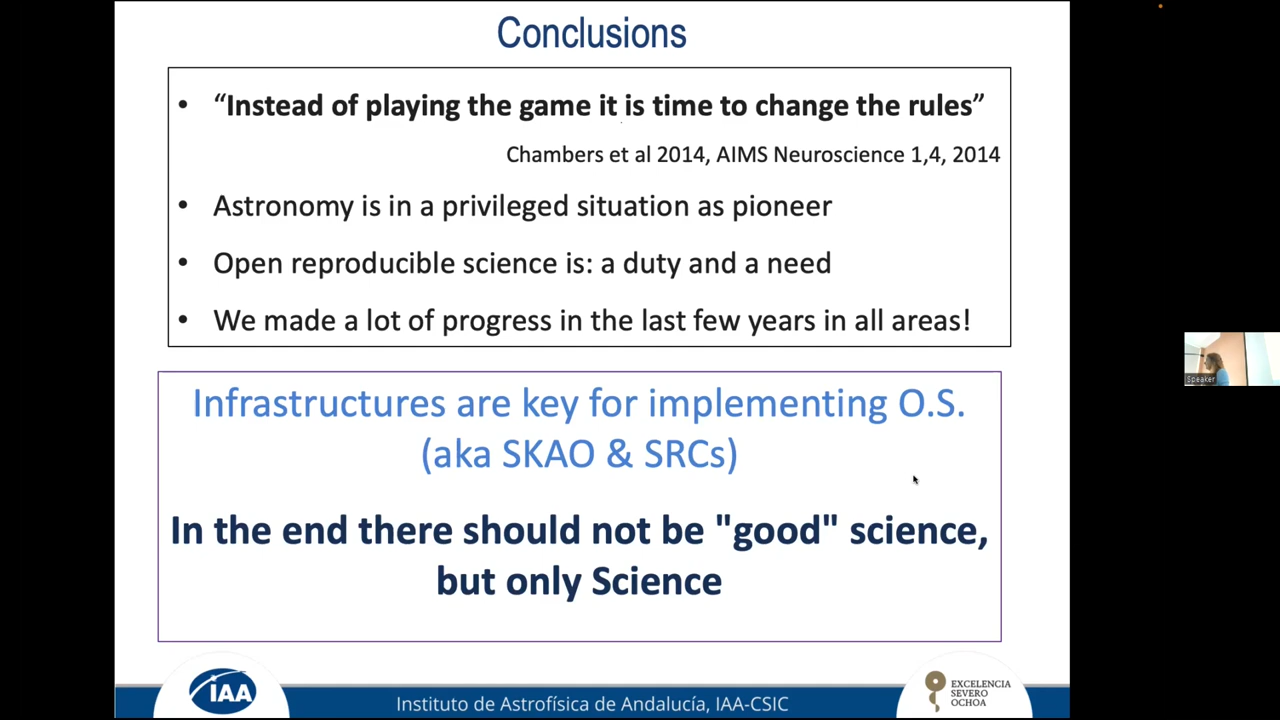 Conclusions
• “Instead of playing the game it is time to change the rules”
Chambers et al 2014, AIMS Neuroscience 1,4, 2014
• Astronomy is in a privileged situation as pioneer
• Open reproducible science is: a duty and a need
• We made a lot of progress in the last few years in all areas!
Infrastructures are key for implementing O.S.
(aka SKAO & SRCs)
In the end there should not be "good" science,
but only Science
Speaker
IAA
Instituto de Astrofísica de Andalucía, IAA-CSIC
EXCELENCIA
SEVERO
OCHOA